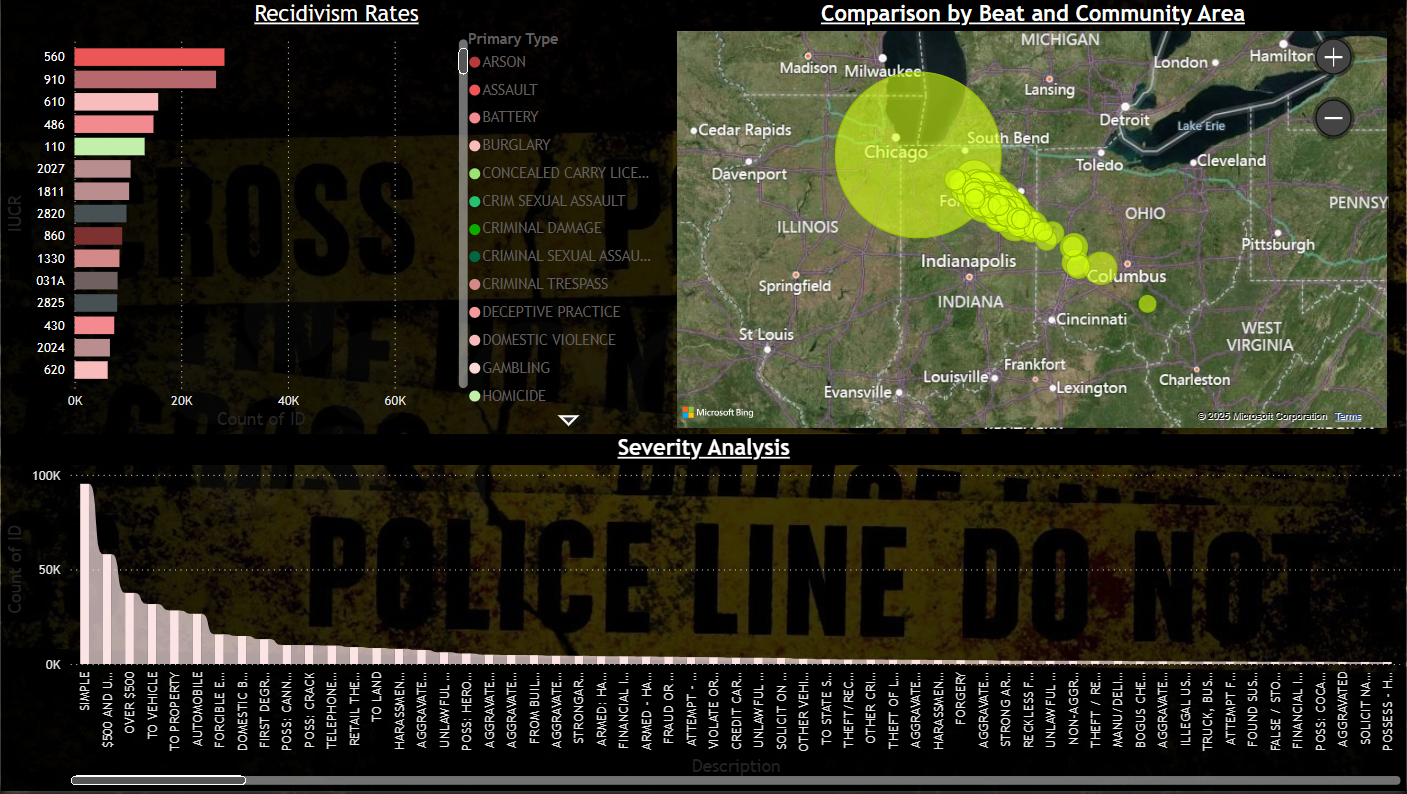 Recidivism Rates
560
910
610
486
110
2027
1811
2820
860
1330
031A
2825
430
2024
620
IUCR
0K
20K
40K
60K
Count of ID
Primary Type
ARSON
ASSAULT
BATTERY
BURGLARY
CONCEALED CARRY LICE...
CRIM SEXUAL ASSAULT
CRIMINAL DAMAGE
CRIMINAL SEXUAL ASSAU...
CRIMINAL TRESPASS
DECEPTIVE PRACTICE
DOMESTIC VIOLENCE
GAMBLING
HOMICIDE
Comparison by Beat and Community Area
MICHIGAN
Madison
Milwaukee
Lansing
London
Hamilton
Detroit
Lake Erie
Cedar Rapids
Chicago
South Bend
Toledo
Cleveland
Davenport
ILLINOIS
OHIO
PENNSY
Pittsburgh
Indianapolis
Columbus
Springfield
INDIANA
Cincinnati
St Louis
WEST
VIRGINIA
Frankfort
Louisville
Lexington
Charleston
Evansville
Microsoft Bing
© 2025 Microsoft Corporation Terms
Severity Analysis
100K
50K
0K
Count of ID
CROSS
POLICE LINE DO NOT
SIMPLE
$500 AND U...
OVER $500
TO VEHICLE
TO PROPERTY
AUTOMOBILE
FORCIBLE E...
DOMESTIC B...
FIRST DEGR...
POSS: CANN...
POSS: CRACK
TELEPHONE...
RETAIL THE...
TO LAND
HARASSMEN...
AGGRAVATE...
UNLAWFUL ...
POSS: HERO...
AGGRAVATE...
AGGRAVATE...
FROM BUIL...
AGGRAVATE...
STRONGAR...
ARMED: HA...
FINANCIAL I...
ARMED - HA...
FRAUD OR ...
ATTEMPT - ...
VIOLATE OR...
CREDIT CAR...
UNLAWFUL ...
SOLICIT ON ...
OTHER VEHI...
TO STATE S...
THEFT/REC...
OTHER CRI...
THEFT OF L...
AGGRAVATE...
HARASSMEN...
FORGERY
AGGRAVATE...
STRONG AR...
RECKLESS F...
UNLAWFUL ...
NON-AGGR...
THEFT / RE...
MANU/DELI...
BOGUS CHE...
AGGRAVATE...
ILLEGAL US...
TRUCK, BUS...
ATTEMPT F...
FOUND SUS...
FALSE / STO...
FINANCIAL I...
POSS: COCA...
AGGRAVATED
SOLICIT NA...
POSSESS - H...
Description